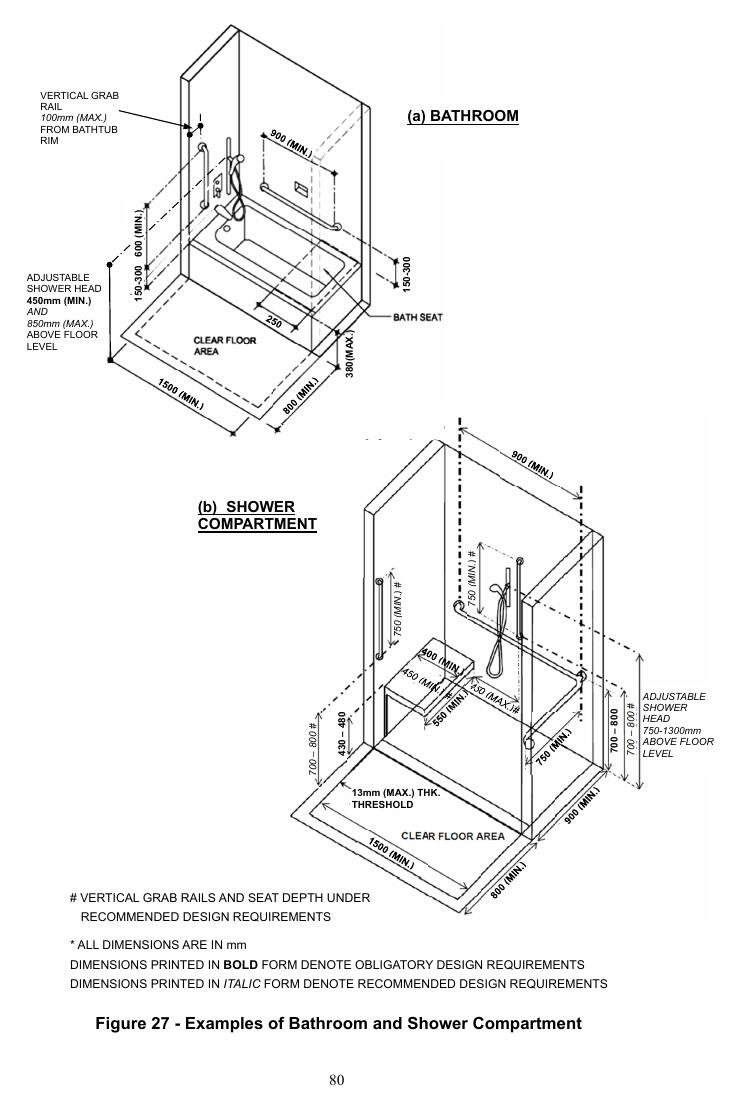 VERTICAL GRAB
RAIL
100mm (MAX.)
FROM BATHTUB
RIM
(a) BATHROOM
900 (MIN.)
600 (MIN.)
150-300
150-300
ADJUSTABLE
SHOWER HEAD
450mm (MIN.)
AND
850mm (MAX.)
ABOVE FLOOR
LEVEL
250
BATH SEAT
CLEAR FLOOR
AREA
380(MAX.)
1500 (MIN.)
800 (MIN.)
900 (MIN.)
(b) SHOWER
COMPARTMENT
750 (MIN.) #
750 (MIN.) #
400 (MIN.)
450 (MIN.) #
550 (MIN.)
(MAX.)#
ADJUSTABLE
SHOWER
HEAD
750-1300mm
ABOVE FLOOR
LEVEL
700 – 800 #
430 – 480
700 – 800
700 – 800 #
750 (MIN.)
13mm (MAX.) THK.
THRESHOLD
CLEAR FLOOR AREA
1500 (MIN.)
900 (MIN.)
800 (MIN.)
# VERTICAL GRAB RAILS AND SEAT DEPTH UNDER
RECOMMENDED DESIGN REQUIREMENTS
* ALL DIMENSIONS ARE IN mm
DIMENSIONS PRINTED IN BOLD FORM DENOTE OBLIGATORY DESIGN REQUIREMENTS
DIMENSIONS PRINTED IN ITALIC FORM DENOTE RECOMMENDED DESIGN REQUIREMENTS
Figure 27 - Examples of Bathroom and Shower Compartment
80